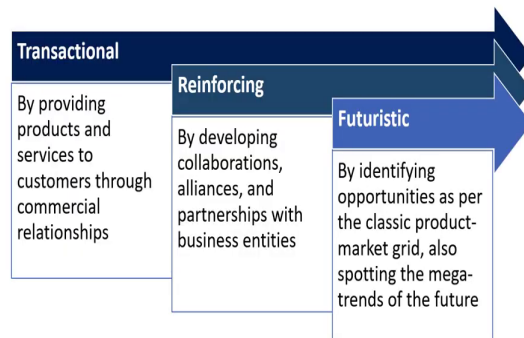 Transactional
By providing
products and
services to
customers through
commercial
relationships
Reinforcing
By developing
collaborations,
alliances, and
partnerships with
business entities
Futuristic
By identifying
opportunities as per
the classic product-
market grid, also
spotting the mega-
trends of the future